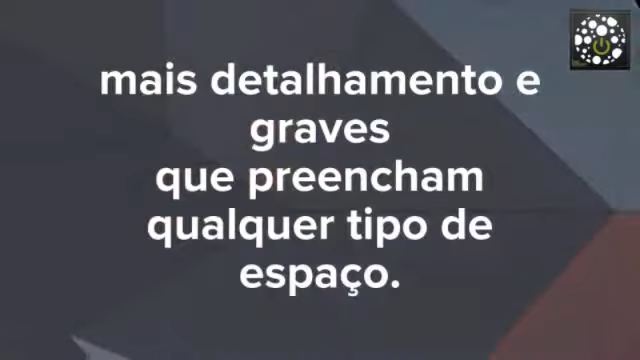 mais detalhamento e
graves
que preencham
qualquer tipo de
espaço.